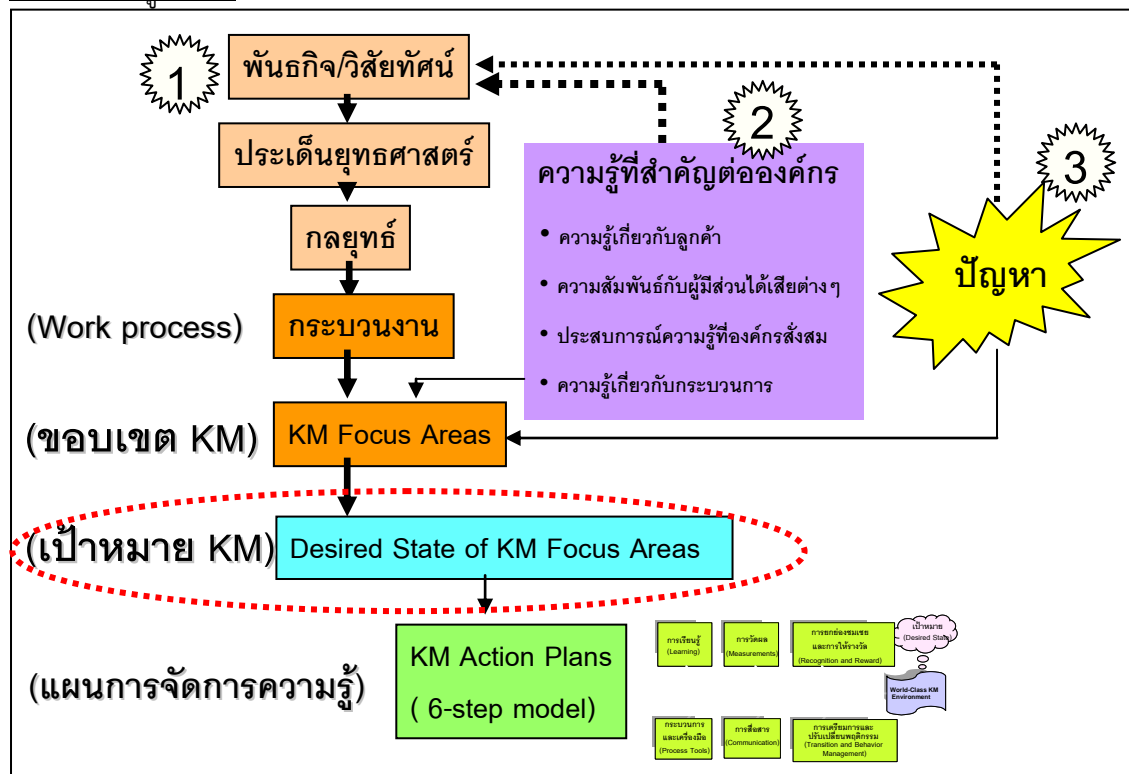 1
พันธกิจ/วิสัยทัศน์
ประเด็นยุทธศาสตร์
กลยุทธ์
(Work process)
กระบวนงาน
(ขอบเขต KM)
KM Focus Areas
(เป้าหมาย KM)
Desired State of KM Focus Areas
(แผนการจัดการความรู้)
KM Action Plans
( 6-step model)
2
ความรู้ที่สำคัญต่อองค์กร
• ความรู้เกี่ยวกับลูกค้า
• ความสัมพันธ์กับผู้มีส่วนได้เสียต่างๆ
• ประสบการณ์ความรู้ที่องค์กรสั่งสม
• ความรู้เกี่ยวกับกระบวนการ
3
ปัญหา
การเรียนรู้
(Learning)
การวัดผล
(Measurements)
การยกย่องชมเชย
และการให้รางวัล
(Recognition and Reward)
เป้าหมาย
(Desired State)
World-Class KM
Environment
กระบวนการ
และเครื่องมือ
(Process Tools)
การสื่อสาร
(Communication)
การเตรียมการและ
ปรับเปลี่ยนพฤติกรรม
(Transition and Behavior
Management)